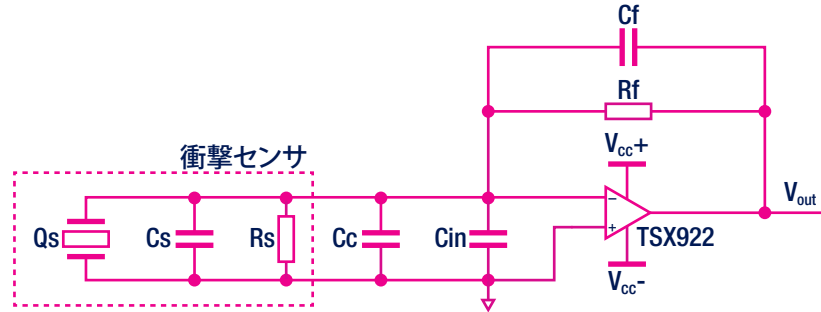 Cf
Rf
衝撃センサ
Vcc+
Vout
Qs
Cs
Rs
Cc
Cin
−
+
TSX922
Vcc-